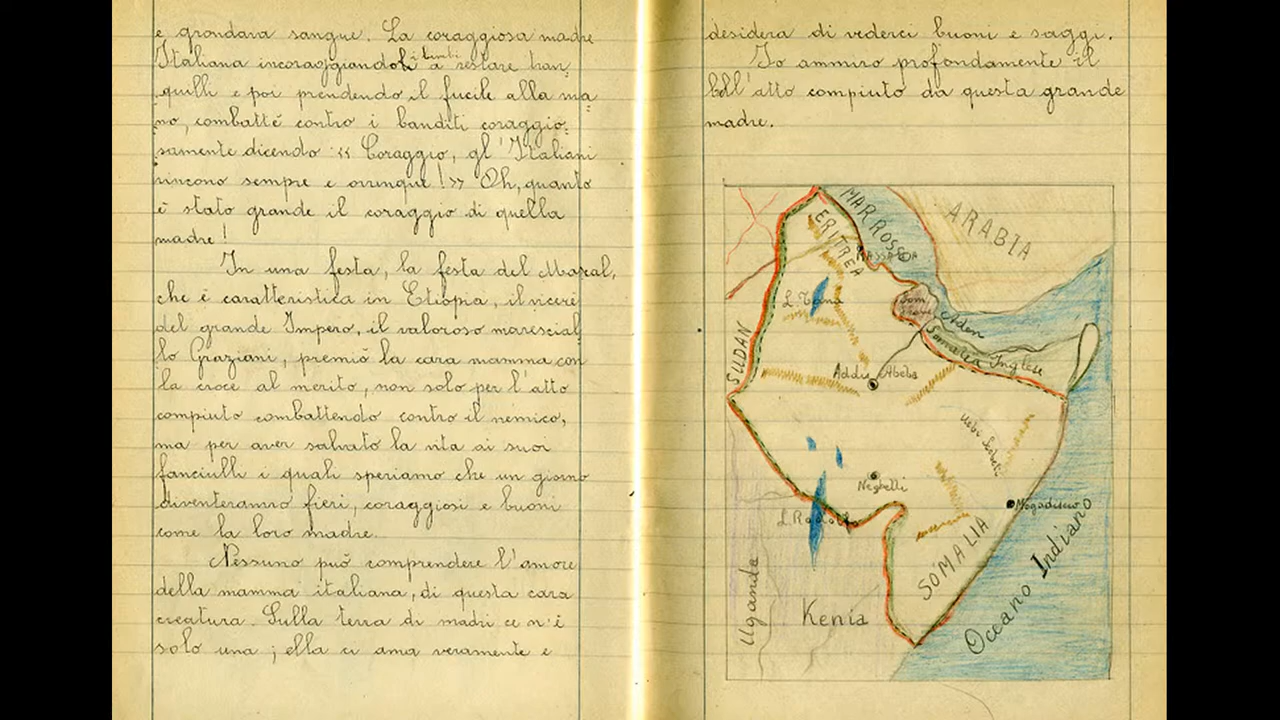 e grondava sangue. La coraggiosa madre
Italiana incoraggiandoli i bimbi a restare tran
quilli e poi prendendo il fucile alla ma
no, combattè contro i banditi coraggio
samente dicendo « Coraggio, gl'Italiani
vincono sempre e ovunque!» Oh, quanto
è stato grande il coraggio di quella
madre!
In una festa, la festa del Mascal,
che è caratteristica in Etiopia, il vicerè
del grande Impero, il valoroso marescial
lo Graziani, premiò la cara mamma con
la croce al merito, non solo per l'atto
compiuto combattendo contro il nemico,
ma per aver salvato la vita ai suoi
fanciulli i quali speriamo che un giorno
diventeranno fieri, coraggiosi e buoni
come la loro madre.
Nessuno può comprendere l'amore
della mamma italiana, di questa cara
creatura. Sulla terra di madri ce n'è
solo una; ella ci ama veramente e
desidera di vederci buoni e saggi.
Io ammiro profondamente il
bell'atto compiuto da questa grande
madre.
MAR ROSSO
ARABIA
ERITREA
MASSAUA
L. Tana
Som.
Aden
Somalia Inglese
SUDAN
Addis Abeba
Uebi Scebeli
Neghelli
Mogadiscio
L. Rodolfo
SOMALIA
Oceano Indiano
Uganda
Kenia